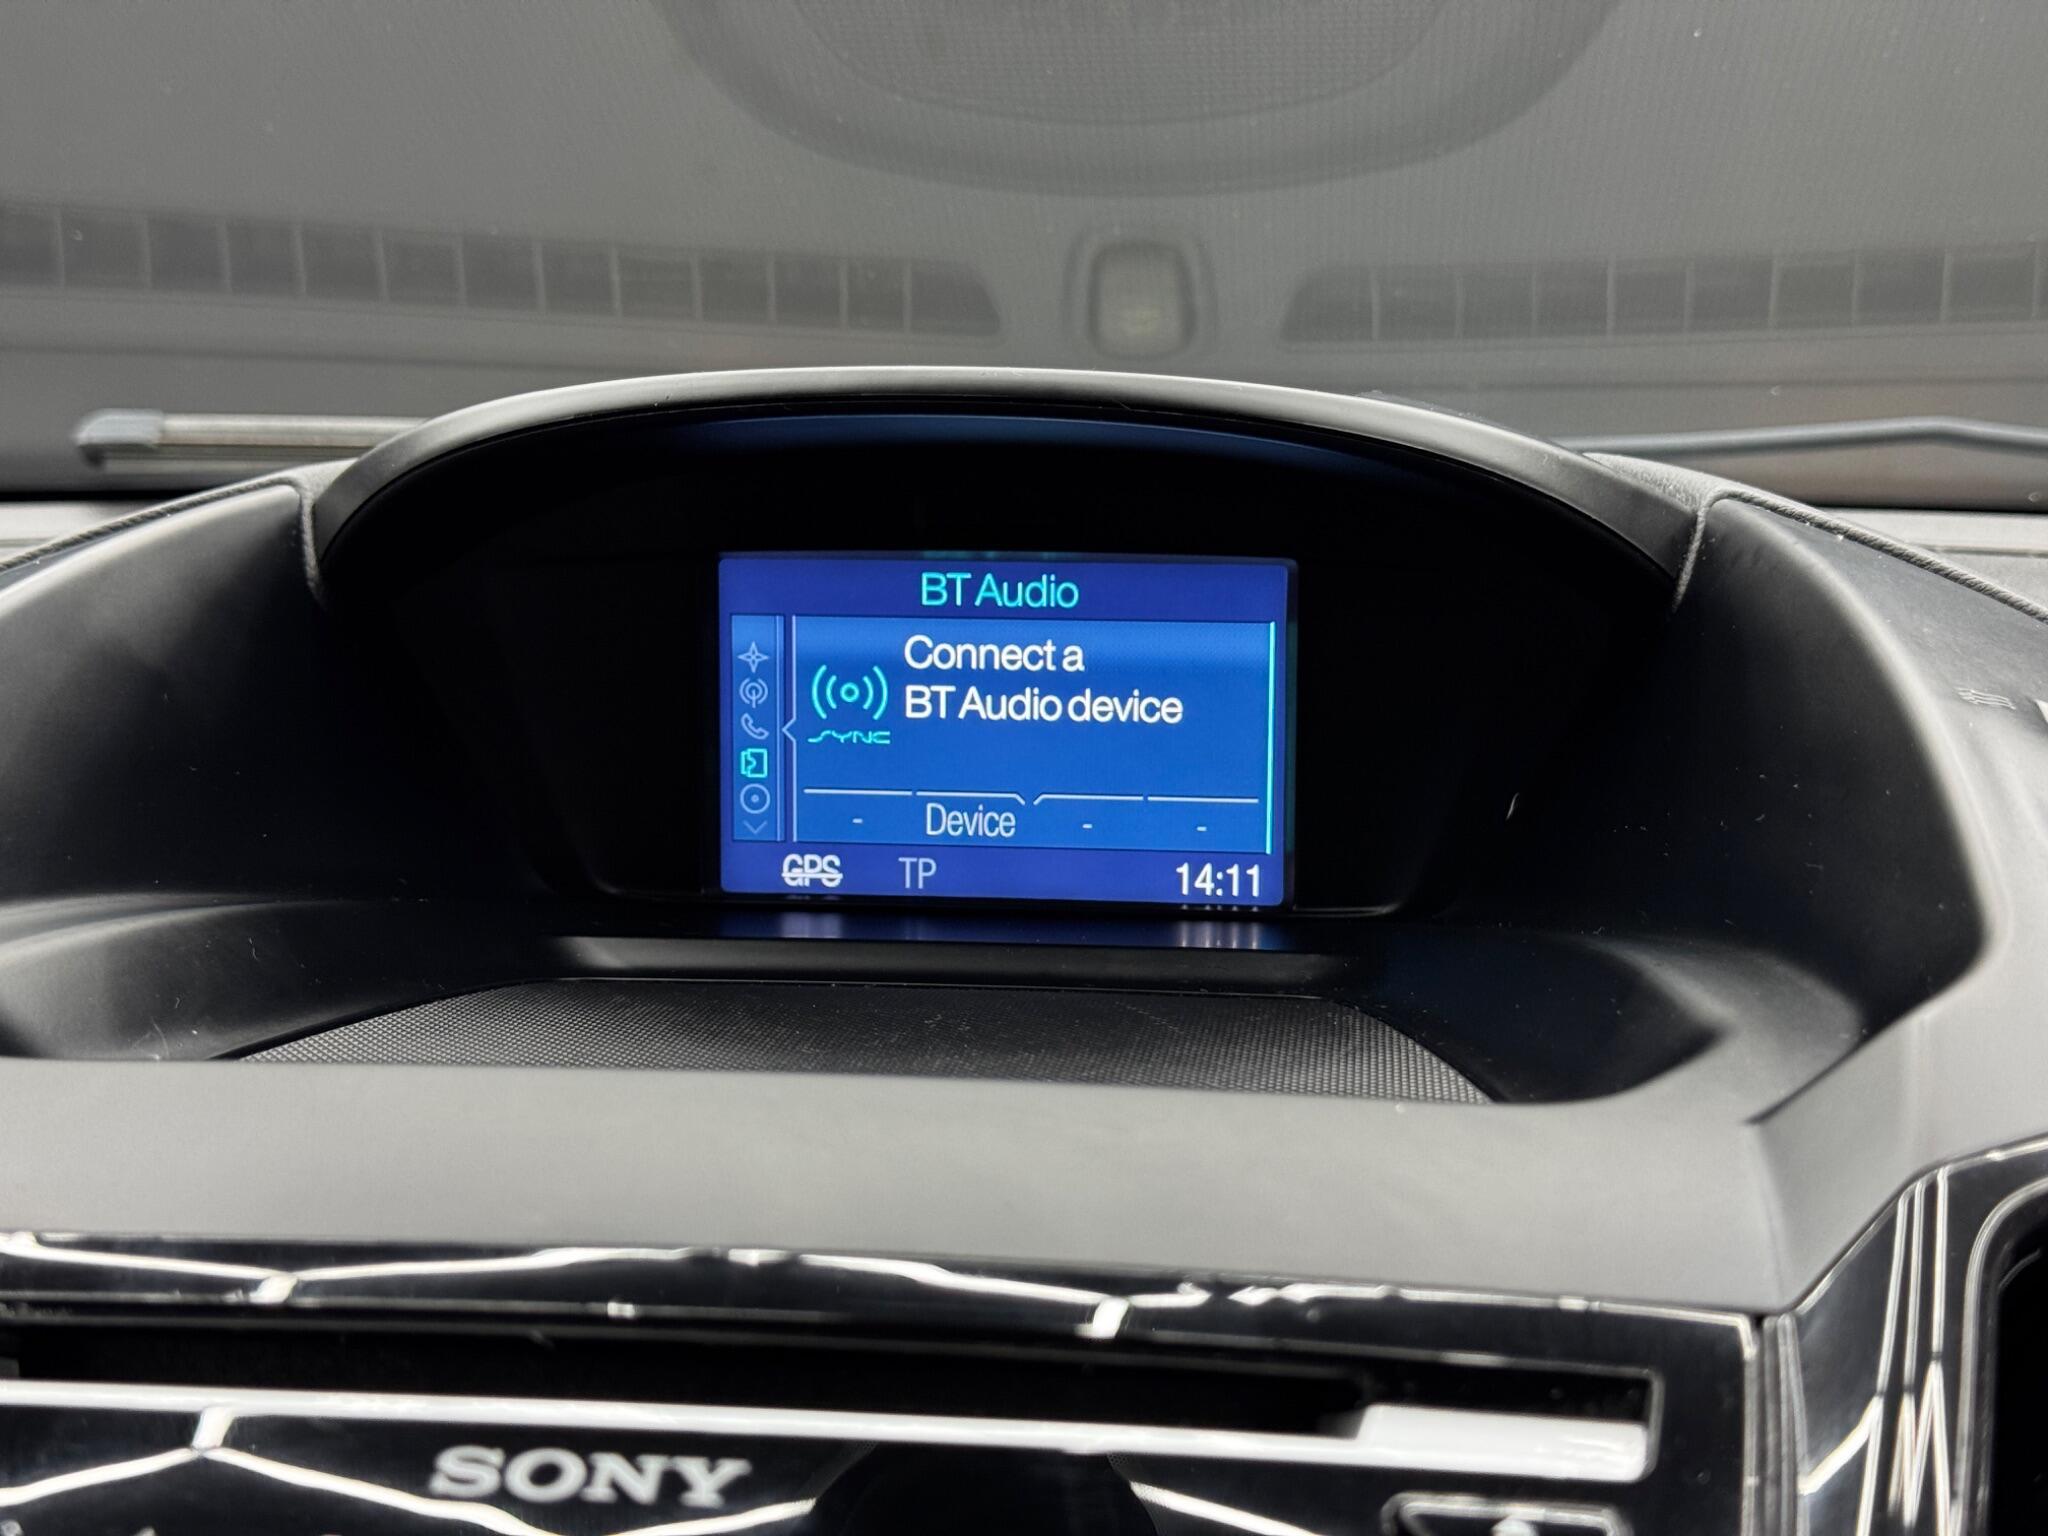 BT Audio
Connect a
BT Audio device
SYNC
- Device - -
GPS TP 14:11
SONY